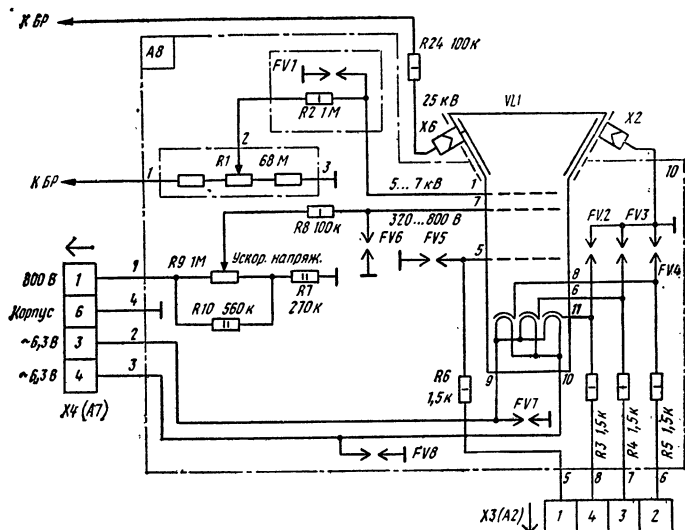 К БР
А8
R24 100к
FV1
R2 1М
25 кВ
VL1
X6
X2
2
10
R1 68 М
К БР
1
3
5... 7 кВ
1
7
R8 100к
320...800 В
FV6
FV5
5
FV2 FV3
FV4
8
6
11
9
10
R9 1М
Ускор. напряж.
R7
270к
R10 560 к
800 В 1 1
Корпус 6 4
~6,3 В 3 2
~6,3 В 4 3
X4 (А7)
R6
1,5к
R3 1,5к
R4 1,5к
R5 1,5к
FV7
FV8
5 8 7 6
X3(А2) 1 4 3 2